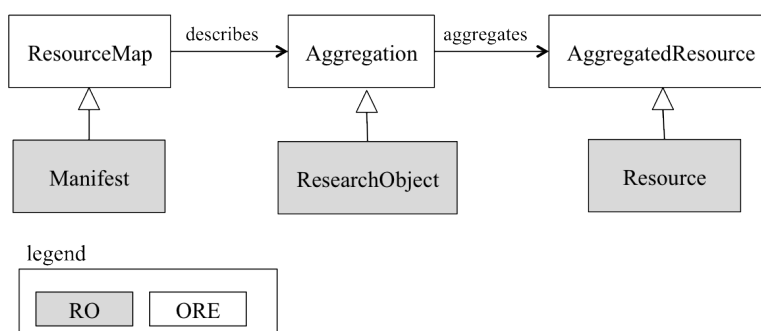 describes
aggregates
ResourceMap
Aggregation
AggregatedResource
Manifest
ResearchObject
Resource
legend
RO
ORE